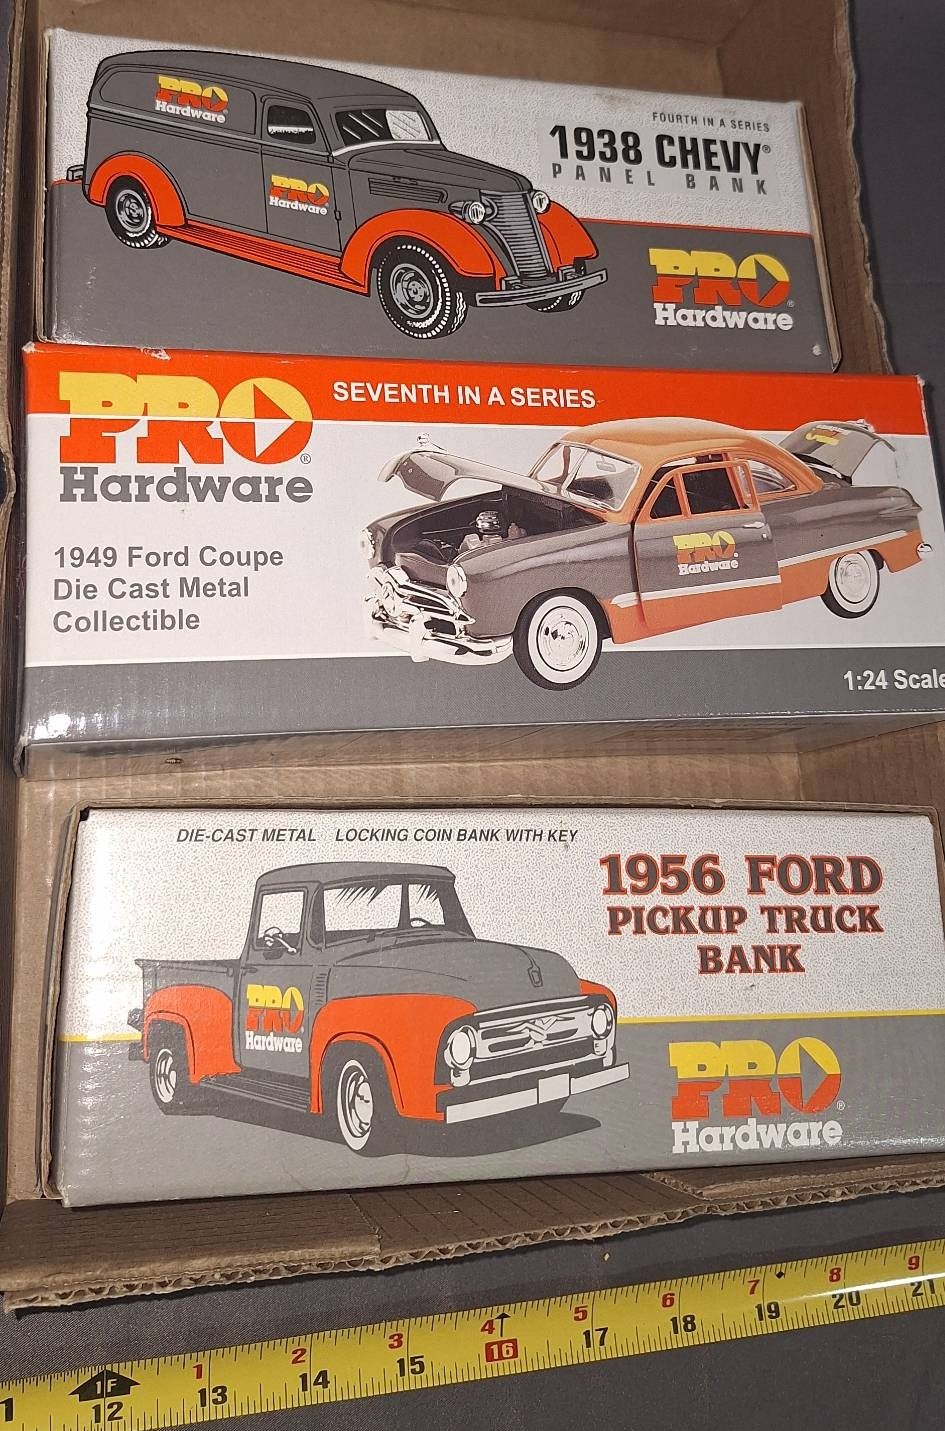 PRO
Hardware
PRO
Hardware
FOURTH IN A SERIES
1938 CHEVY®
PANEL BANK
PRO®
Hardware
PRO®
Hardware
SEVENTH IN A SERIES
1949 Ford Coupe
Die Cast Metal
Collectible
PRO
Hardware
1:24 Scale
DIE-CAST METAL LOCKING COIN BANK WITH KEY
1956 FORD
PICKUP TRUCK
BANK
PRO
Hardware
PRO®
Hardware
1 2 3 4 5 6 7 8 9
1F
12 13 14 15 16 17 18 19 20 21